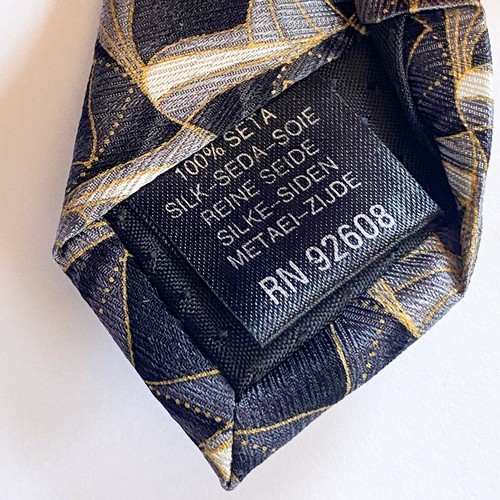 100% SETA
SILK-SEDA-SOIE
REINE SEIDE
SILKE-SIDEN
METAEI-ZIJDE
RN 92608